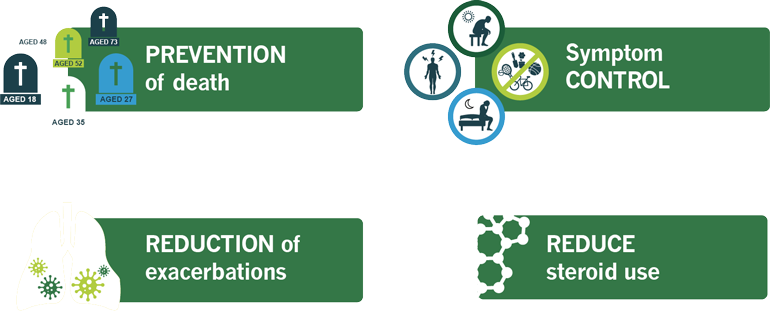 AGED 48
AGED 73
AGED 52
AGED 18
AGED 27
AGED 35
PREVENTION
of death
Symptom
CONTROL
REDUCTION of
exacerbations
REDUCE
steroid use